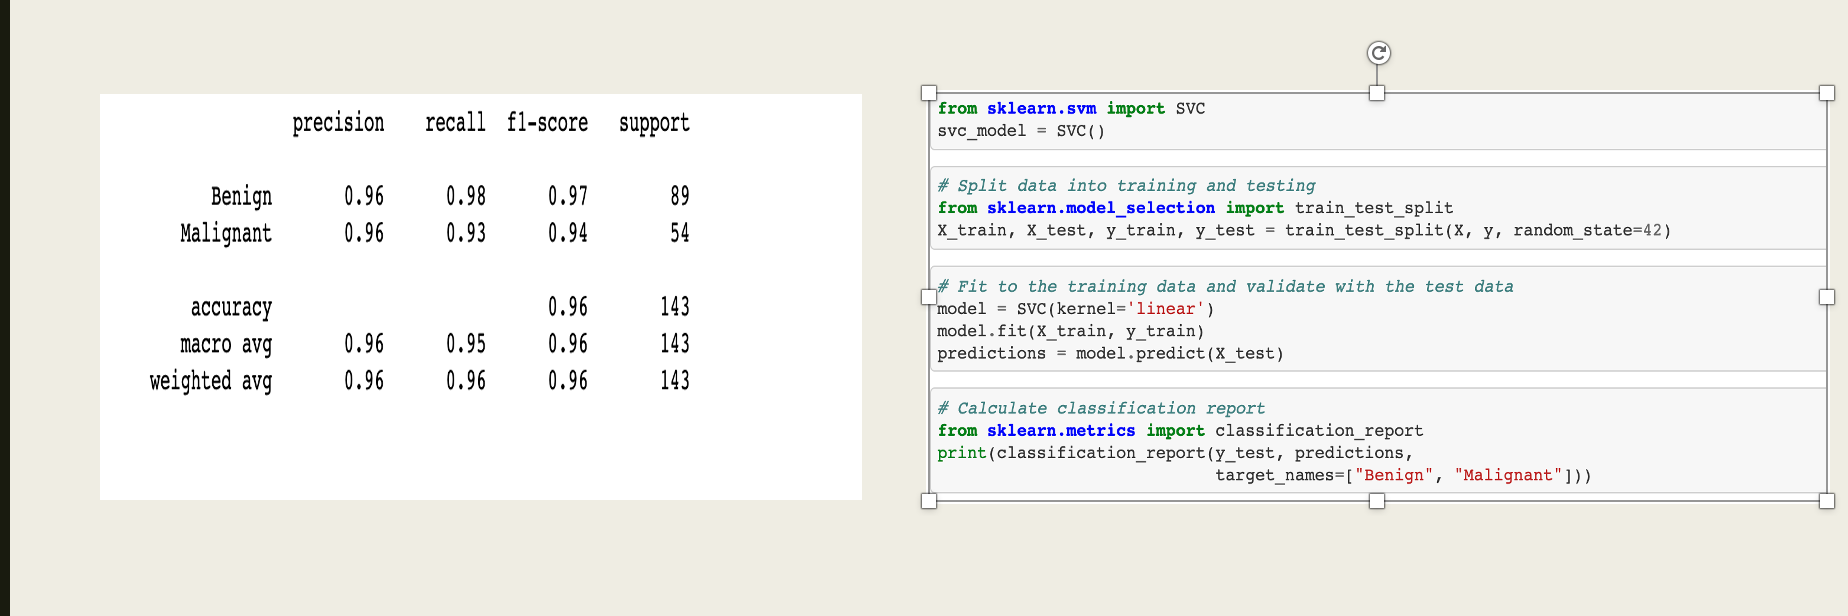 precision recall f1-score support
Benign 0.96 0.98 0.97 89
Malignant 0.96 0.93 0.94 54
accuracy 0.96 143
macro avg 0.96 0.95 0.96 143
weighted avg 0.96 0.96 0.96 143
from sklearn.svm import SVC
svc_model = SVC()
# Split data into training and testing
from sklearn.model_selection import train_test_split
X_train, X_test, y_train, y_test = train_test_split(X, y, random_state=42)
# Fit to the training data and validate with the test data
model = SVC(kernel='linear')
model.fit(X_train, y_train)
predictions = model.predict(X_test)
# Calculate classification report
from sklearn.metrics import classification_report
print(classification_report(y_test, predictions,
target_names=["Benign", "Malignant"]))